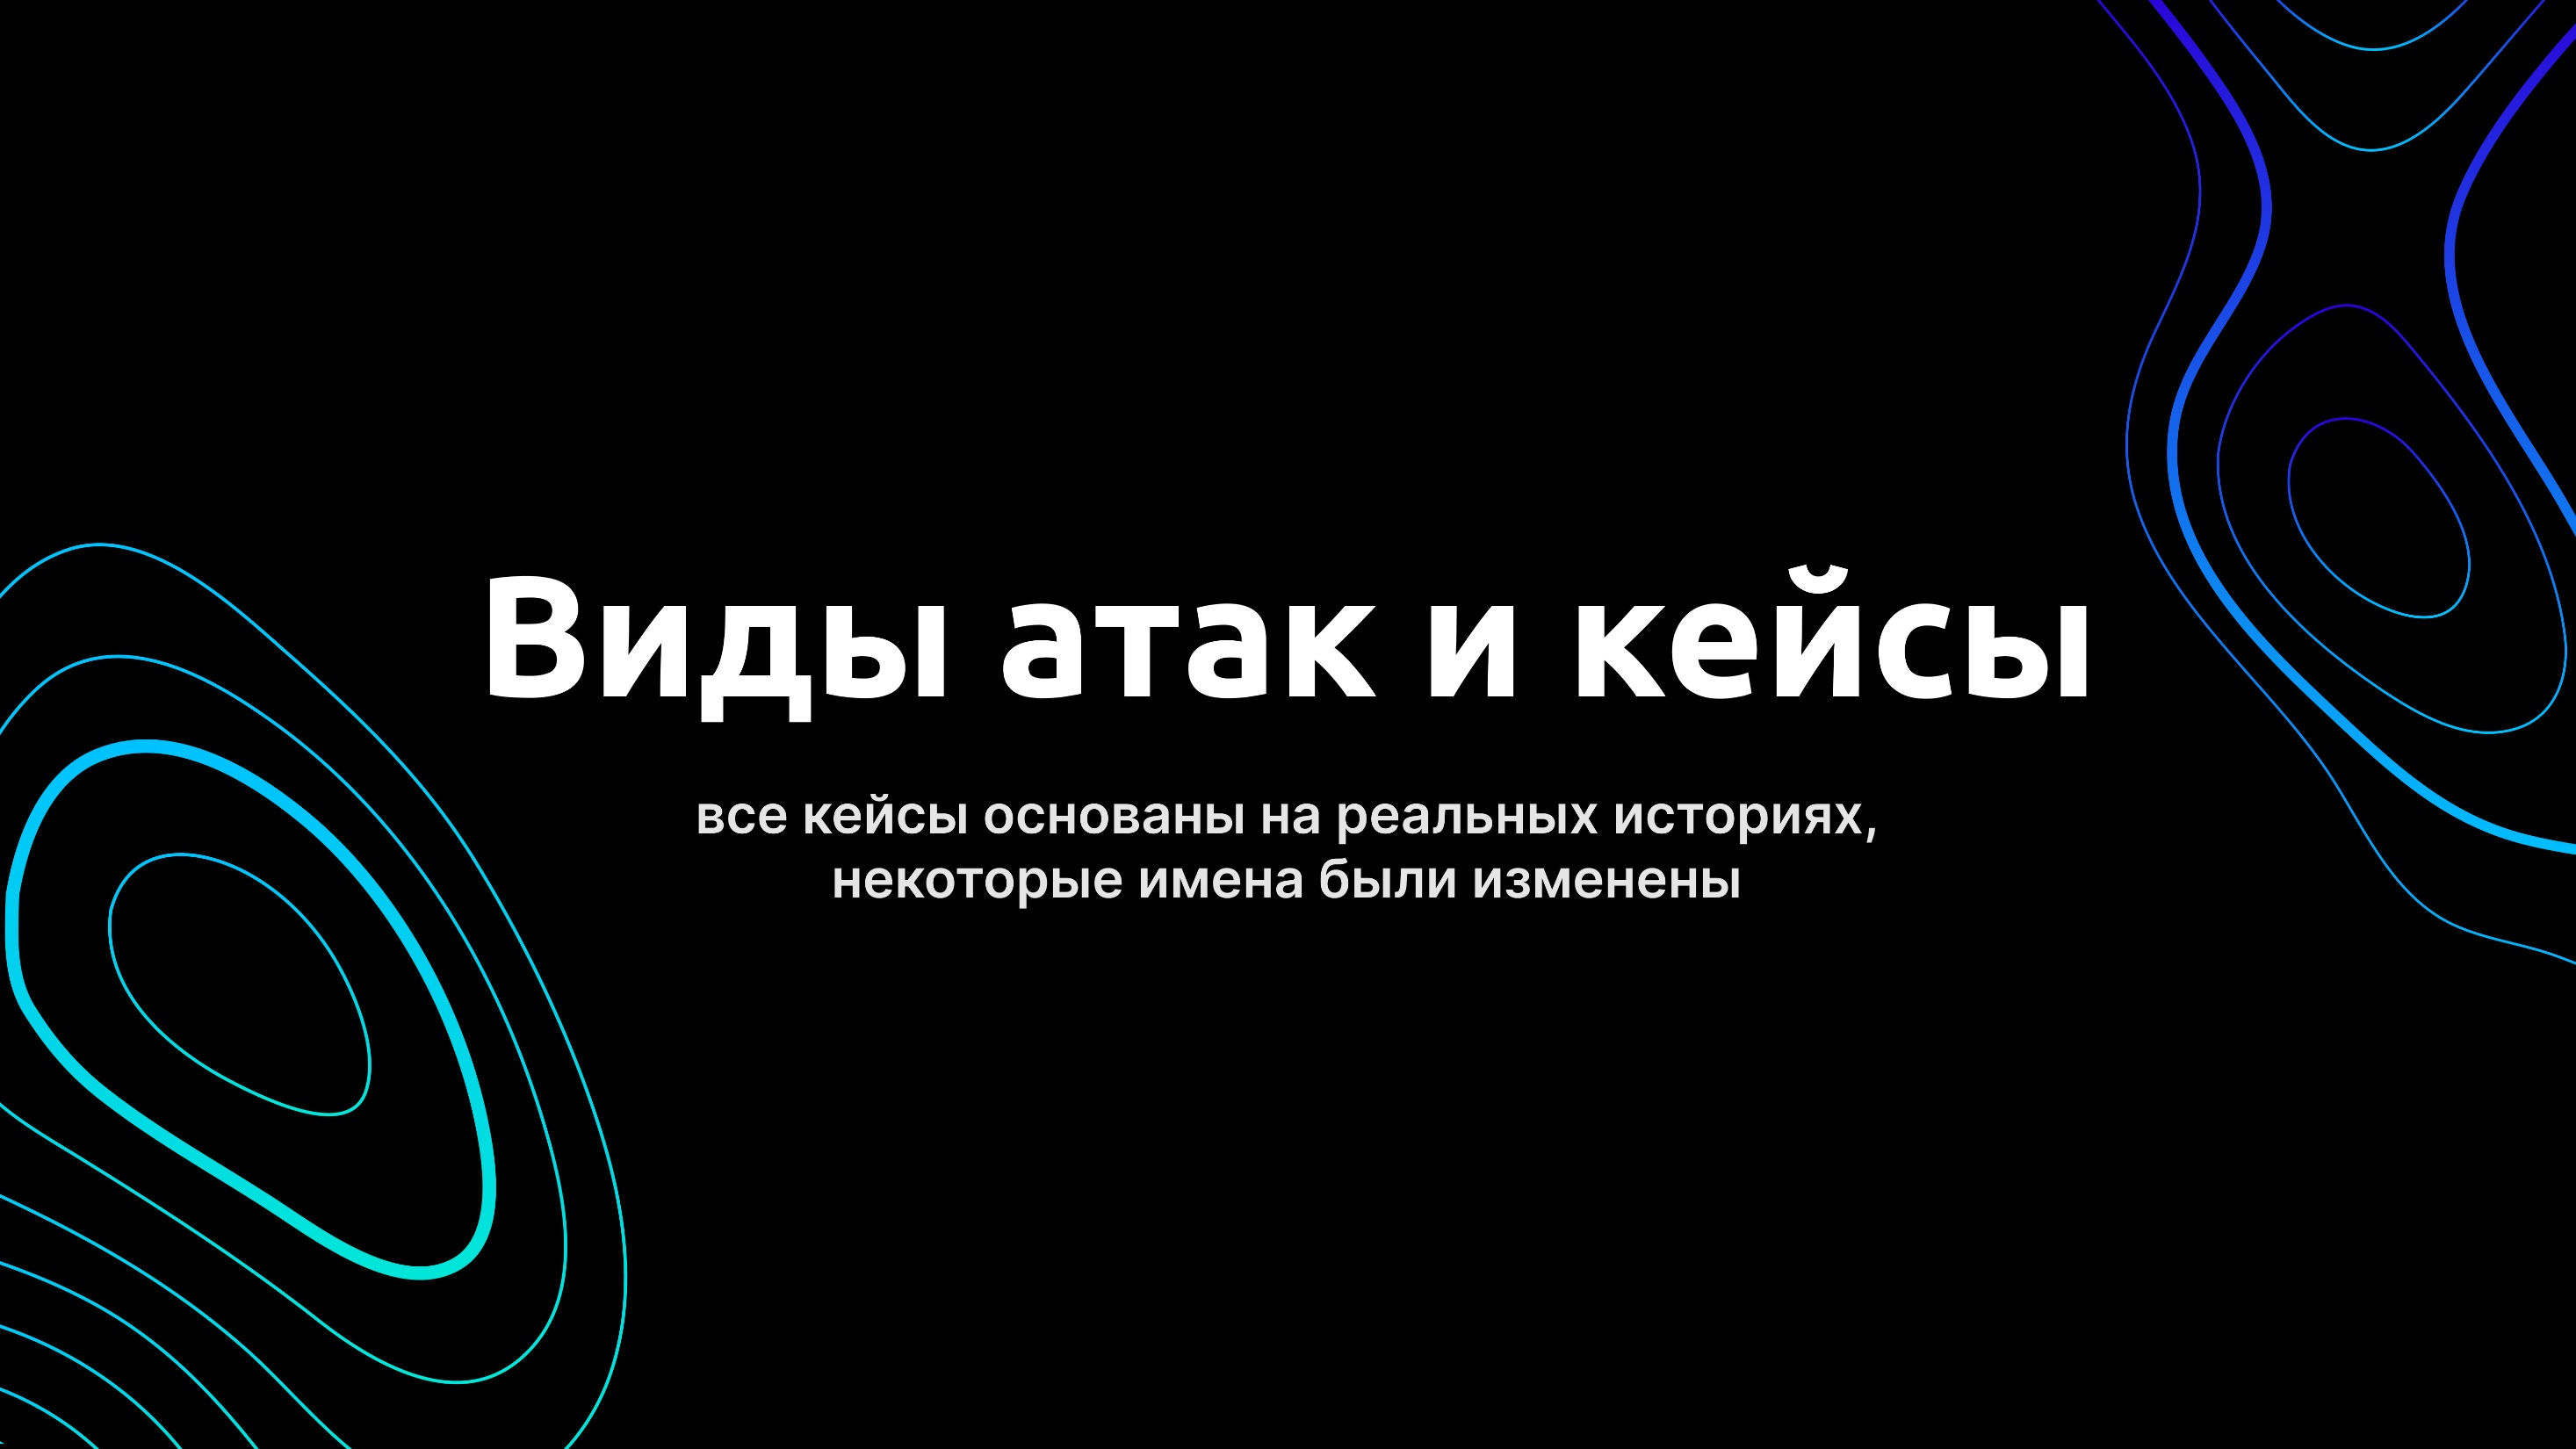 Виды атак и кейсы
все кейсы основаны на реальных историях,
некоторые имена были изменены